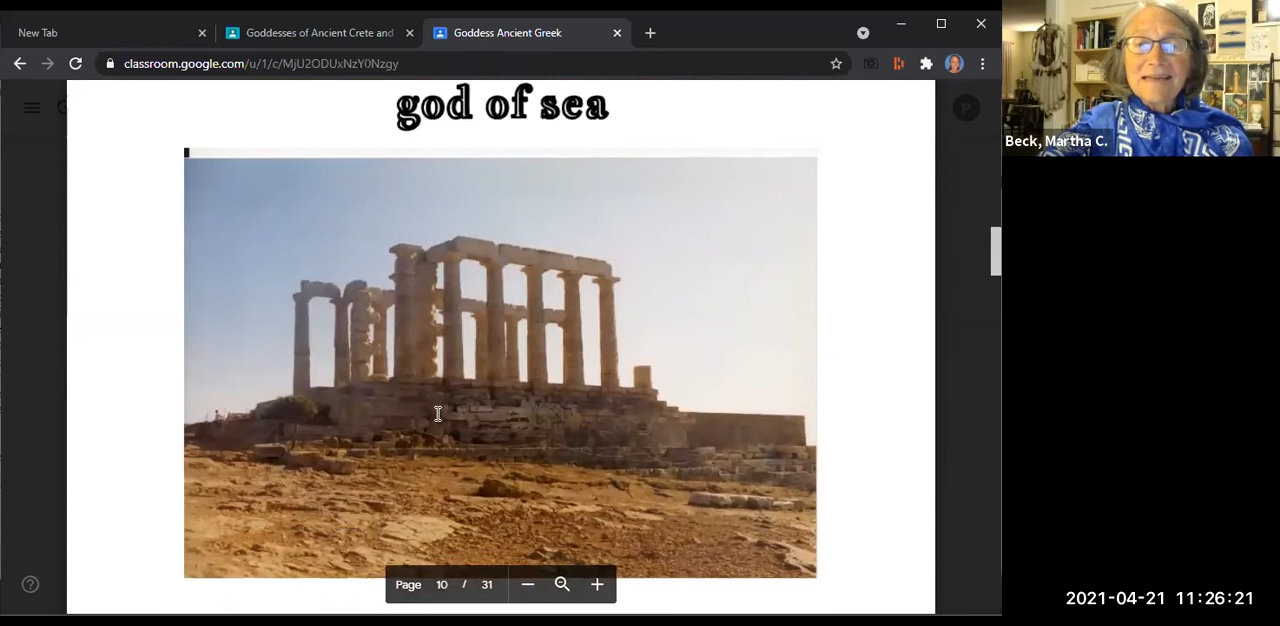 New Tab
Goddesses of Ancient Crete and
Goddess Ancient Greek
classroom.google.com/u/1/c/MjU2ODUxNzY0Nzgy
god of sea
P
Beck, Martha C.
Page 10 / 31
2021-04-21 11:26:21